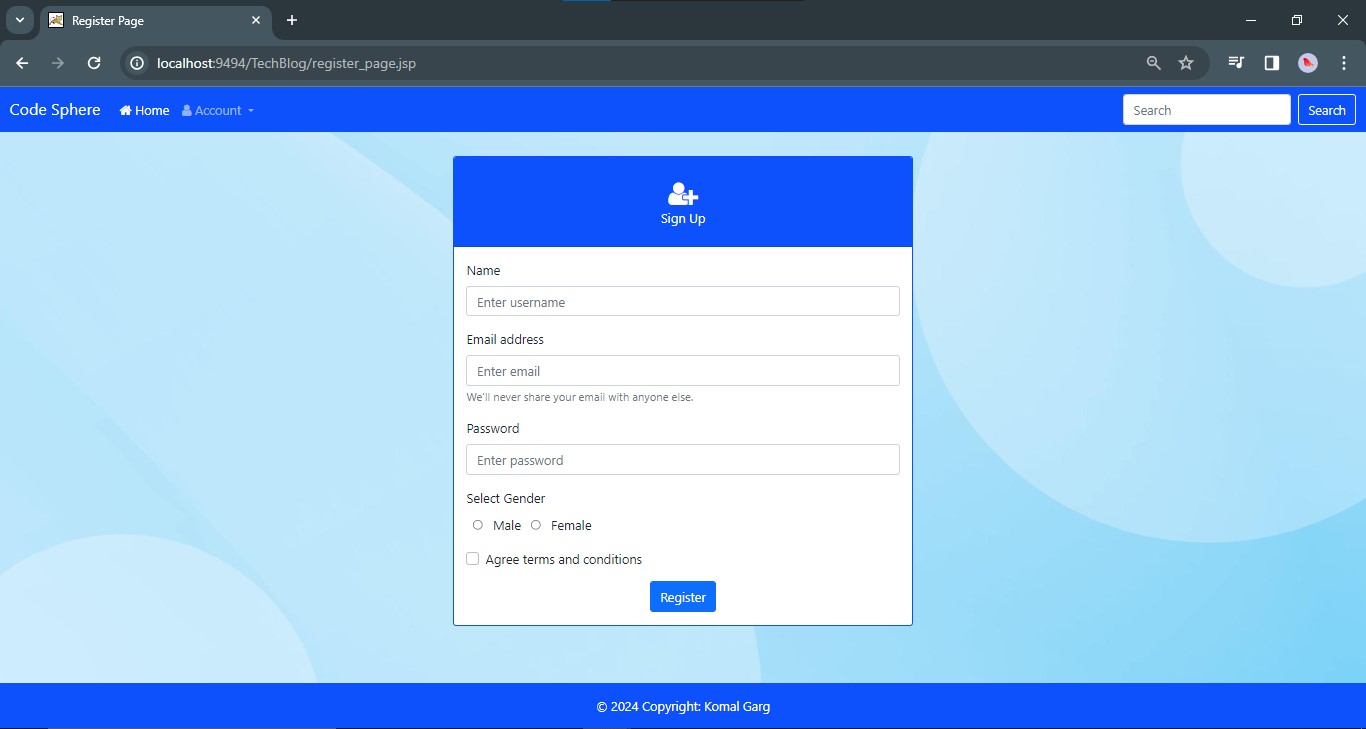 Register Page
localhost:9494/TechBlog/register_page.jsp
Code Sphere Home Account Search Search
Sign Up
Name
Enter username
Email address
Enter email
We'll never share your email with anyone else.
Password
Enter password
Select Gender
Male Female
Agree terms and conditions
Register
© 2024 Copyright: Komal Garg